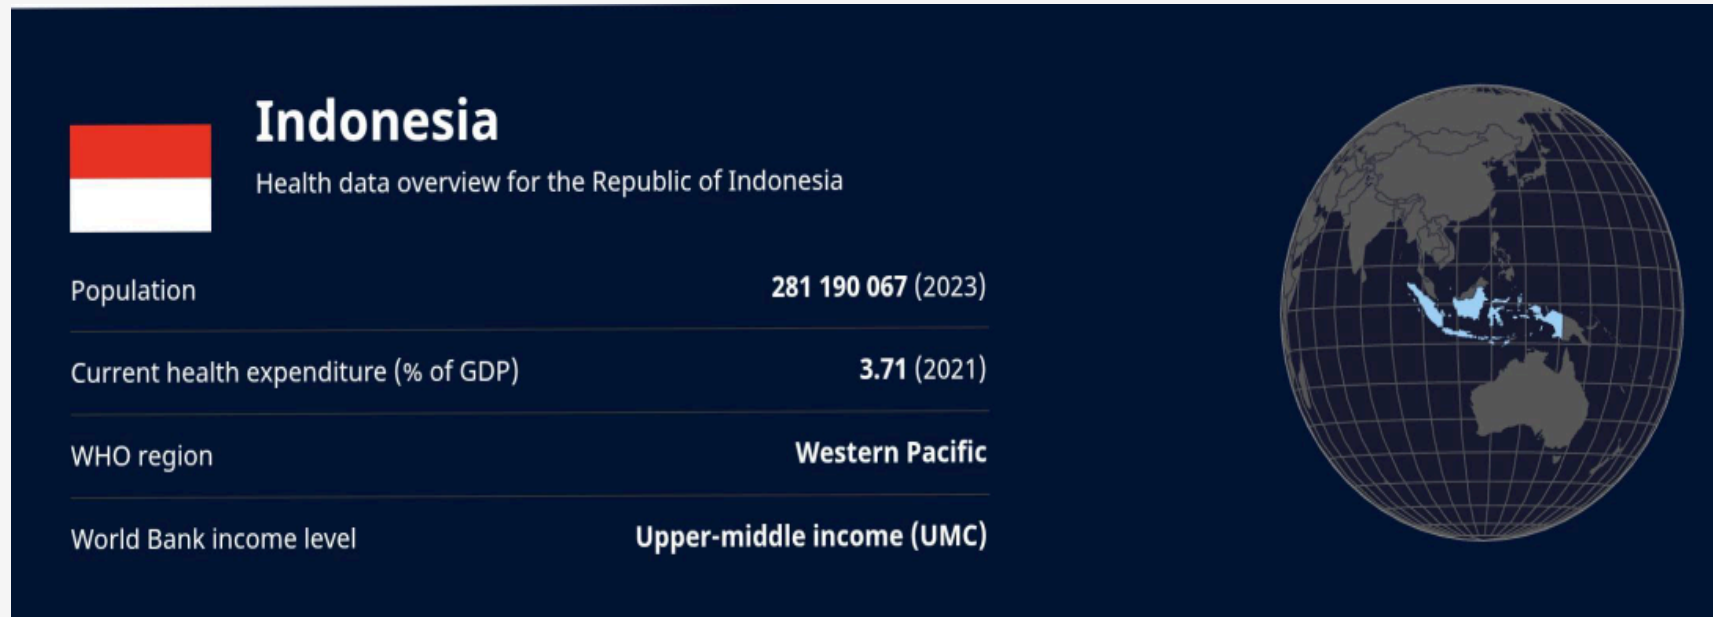 Indonesia
Health data overview for the Republic of Indonesia
Population 281 190 067 (2023)
Current health expenditure (% of GDP) 3.71 (2021)
WHO region Western Pacific
World Bank income level Upper-middle income (UMC)